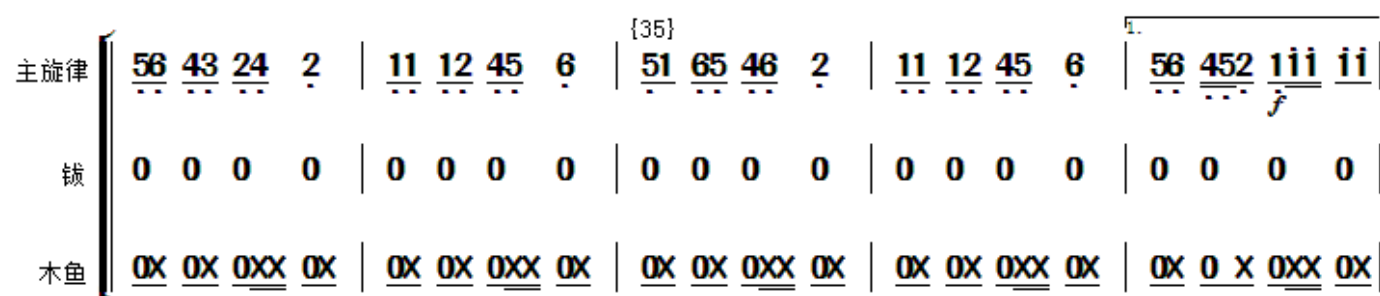 {35}
1.
主旋律 56 43 24 2 | 11 12 45 6 | 51 65 46 2 | 11 12 45 6 | 56 452 1ii ii |
f
钹 0 0 0 0 | 0 0 0 0 | 0 0 0 0 | 0 0 0 0 | 0 0 0 0 |
木鱼 0X 0X 0XX 0X | 0X 0X 0XX 0X | 0X 0X 0XX 0X | 0X 0X 0XX 0X | 0X 0 X 0XX 0X |